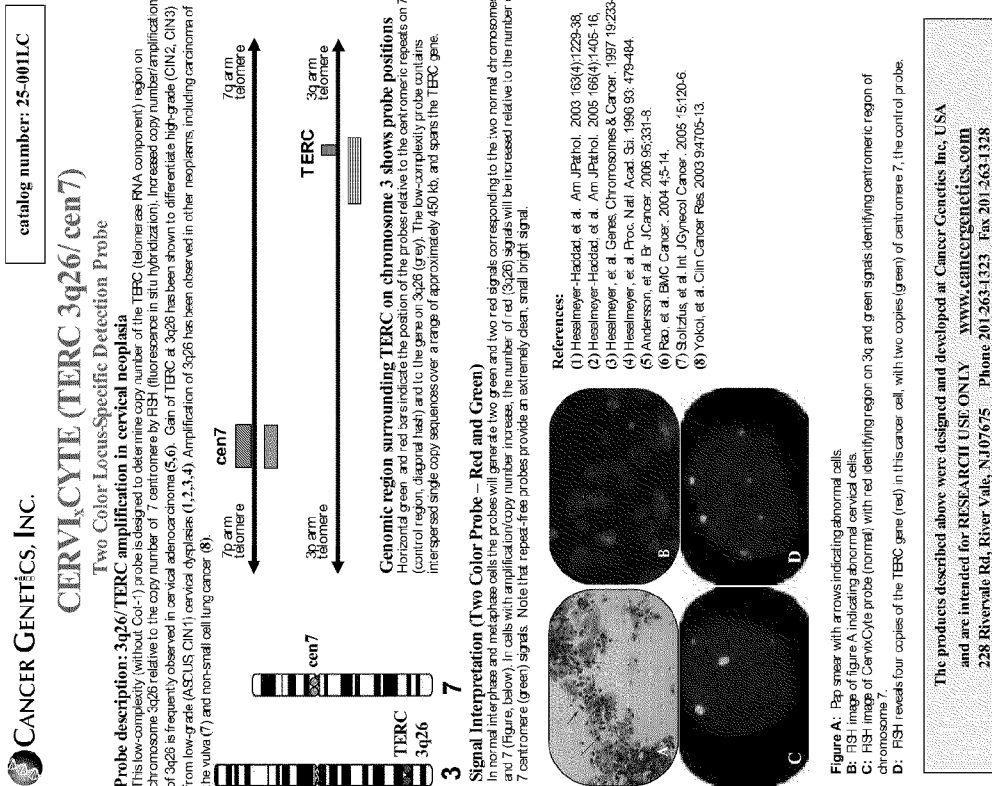 CANCER GENETICS, INC.
catalog number: 25-001LC
CERVIxCYTE (TERC 3q26/cen7)
Two Color Locus-Specific Detection Probe
Probe description: 3q26/TERC amplification in cervical neoplasia
This low-complexity (without Cot-1) probe is designed to determine copy number of the TERC (telomerase RNA component) region on
chromosome 3q26 relative to the copy number of 7 centromere by FISH (fluorescence in situ hybridization). Increased copy number/amplification
of 3q26 is frequently observed in cervical adenocarcinoma (5,6). Gain of TERC at 3q26 has been shown to differentiate high-grade (CIN2, CIN3)
from low-grade (ASCUS CIN1) cervical dysplasias (1,2,3,4). Amplification of 3q26 has been observed in other neoplasms, including carcinoma of
the vulva (7) and non-small cell lung cancer (8).
7p arm
telomere
cen7
7q arm
telomere
3p arm
telomere
TERC
3q arm
telomere
cen7
TERC
3q26
3
7
Genomic region surrounding TERC on chromosome 3 shows probe positions
Horizontal green and red bars indicate the position of the probes relative to the centromeric repeats on 7
(control region, diagonal hash) and to the gene on 3q26 (grey). The low-complexity probe contains
interspersed single copy sequences over a range of approximately 450 kb, and spans the TERC gene.
Signal Interpretation (Two Color Probe – Red and Green)
In normal interphase and metaphase cells the probes will generate two green and two red signals corresponding to the two normal chromosomes
and 7 (Figure, below). In cells with amplification/copy number increase, the number of red (3q26) signals will be increased relative to the number o
7 centromere (green) signals. Note that repeat-free probes provide an extremely clean, small bright signal.
A
B
C
D
References:
(1) Heselmeyer-Haddad, et al. Am J Pathol. 2003 163(4):1229-38,
(2) Heselmeyer-Haddad, et al. Am J Pathol. 2005 166(4):1405-16,
(3) Heselmeyer, et al. Genes, Chromosomes & Cancer. 1997 19:233-
(4) Heselmeyer, et al. Proc. Natl. Acad. Sci. 1996 93: 479-484.
(5) Andersson, et al. Br J Cancer. 2006 95;331-8.
(6) Rao, et al. BMC Cancer. 2004 4;5-14.
(7) Stoltzfus, et al. Int J Gynecol Cancer. 2005 15:120-6.
(8) Yokoi, et al. Clin Cancer Res. 2003 9:4705-13.
Figure A: Pap smear with arrows indicating abnormal cells.
B: FISH image of figure A indicating abnormal cervical cells.
C: FISH image of CervixCyte probe (normal) with red identifying region on 3q and green signals identifying centromeric region of
chromosome 7.
D: FISH reveals four copies of the TERC gene (red) in this cancer cell, with two copies (green) of centromere 7, the control probe.
The products described above were designed and developed at Cancer Genetics Inc, USA
and are intended for RESEARCH USE ONLY www.cancergenetics.com
228 Rivervale Rd, River Vale, NJ 07675 Phone 201-263-1323 Fax 201-263-1328